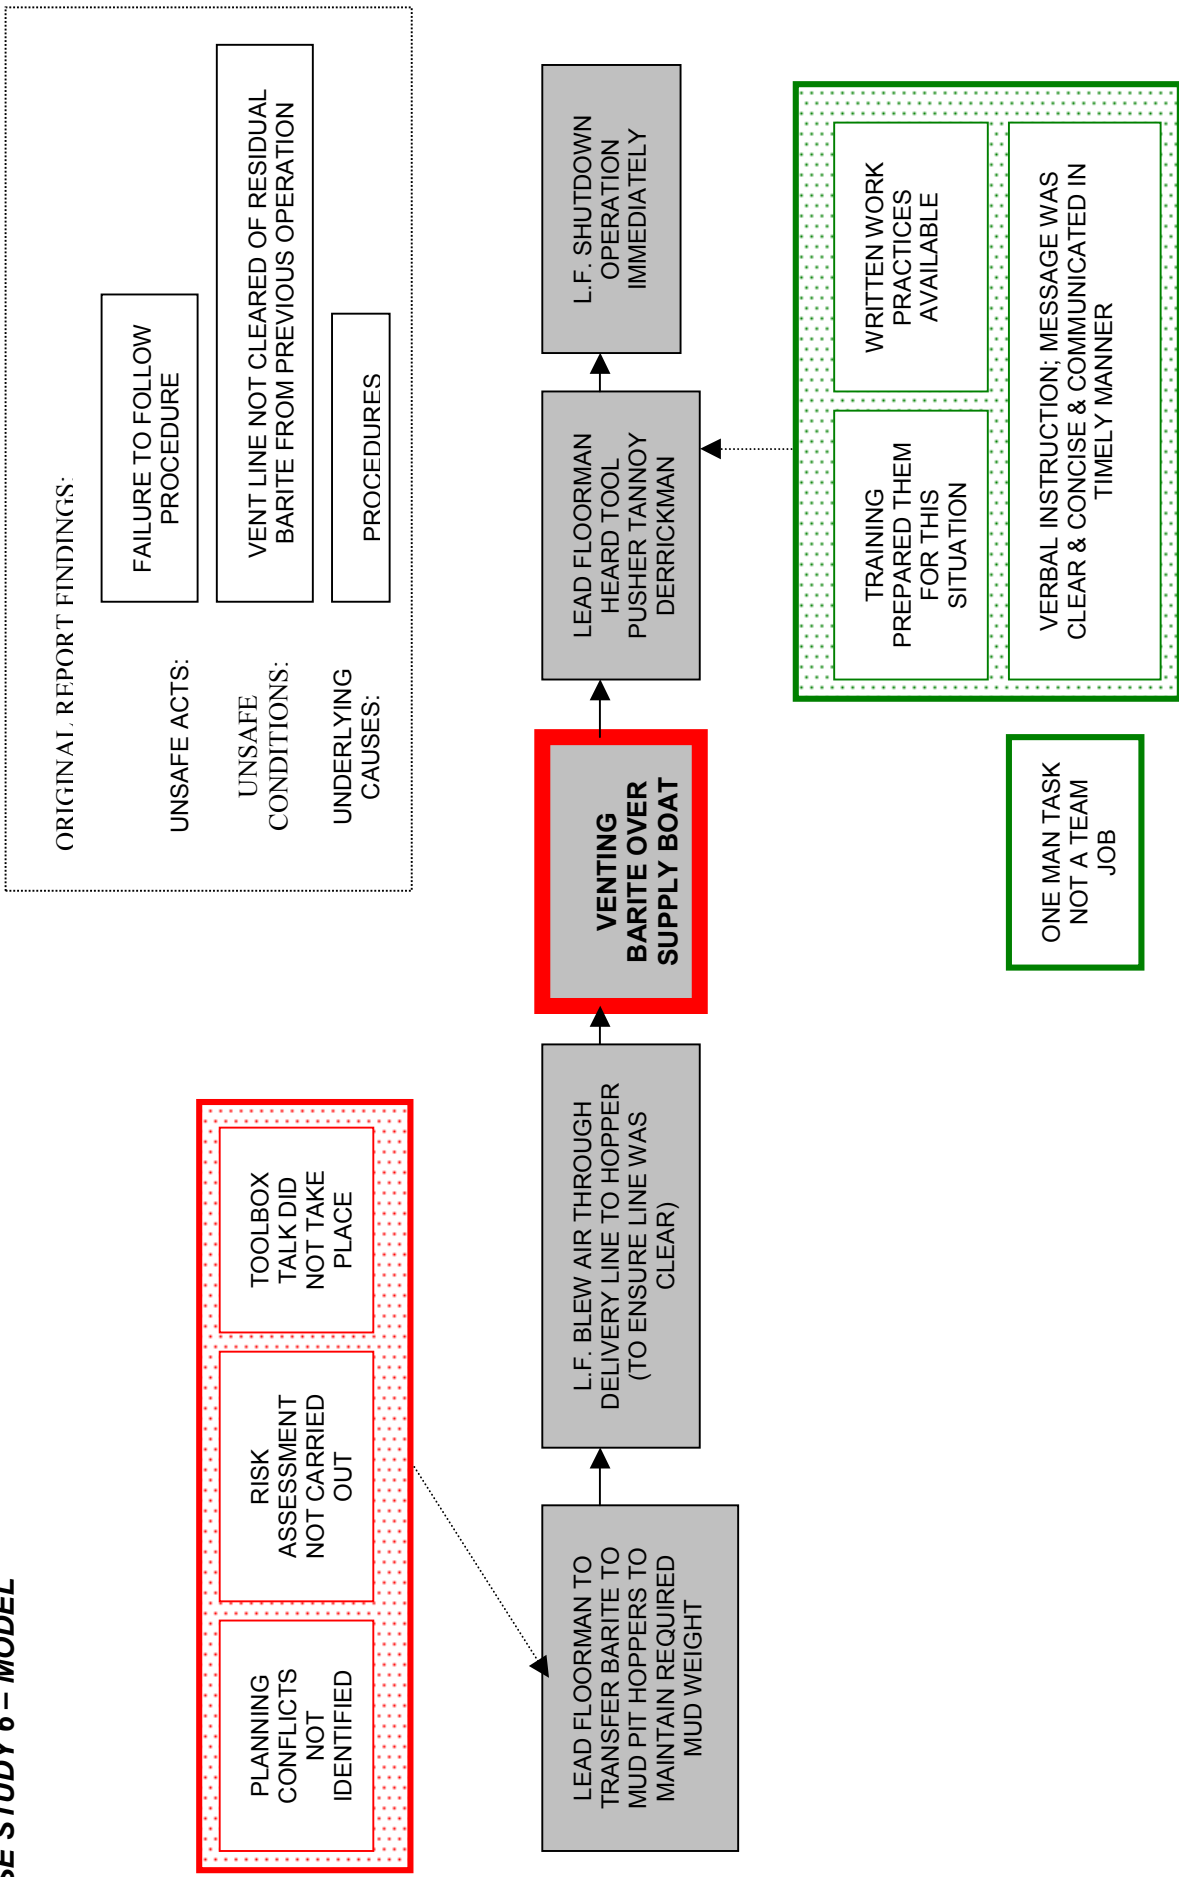 SE STUDY 6 – MODEL
ORIGINAL REPORT FINDINGS:
UNSAFE ACTS:
FAILURE TO FOLLOW
PROCEDURE
UNSAFE
CONDITIONS:
VENT LINE NOT CLEARED OF RESIDUAL
BARITE FROM PREVIOUS OPERATION
UNDERLYING
CAUSES:
PROCEDURES
PLANNING
CONFLICTS
NOT
IDENTIFIED
RISK
ASSESSMENT
NOT CARRIED
OUT
TOOLBOX
TALK DID
NOT TAKE
PLACE
LEAD FLOORMAN TO
TRANSFER BARITE TO
MUD PIT HOPPERS TO
MAINTAIN REQUIRED
MUD WEIGHT
L.F. BLEW AIR THROUGH
DELIVERY LINE TO HOPPER
(TO ENSURE LINE WAS
CLEAR)
VENTING
BARITE OVER
SUPPLY BOAT
LEAD FLOORMAN
HEARD TOOL
PUSHER TANNOY
DERRICKMAN
L.F. SHUTDOWN
OPERATION
IMMEDIATELY
TRAINING
PREPARED THEM
FOR THIS
SITUATION
WRITTEN WORK
PRACTICES
AVAILABLE
VERBAL INSTRUCTION; MESSAGE WAS
CLEAR & CONCISE & COMMUNICATED IN
TIMELY MANNER
ONE MAN TASK
NOT A TEAM
JOB